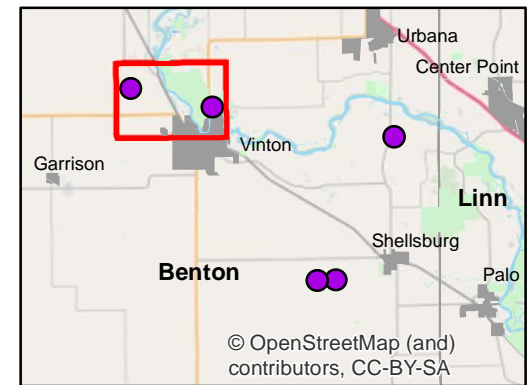 Urbana
Center Point
Vinton
Garrison
Linn
Shellsburg
Benton
Palo
© OpenStreetMap (and)
contributors, CC-BY-SA